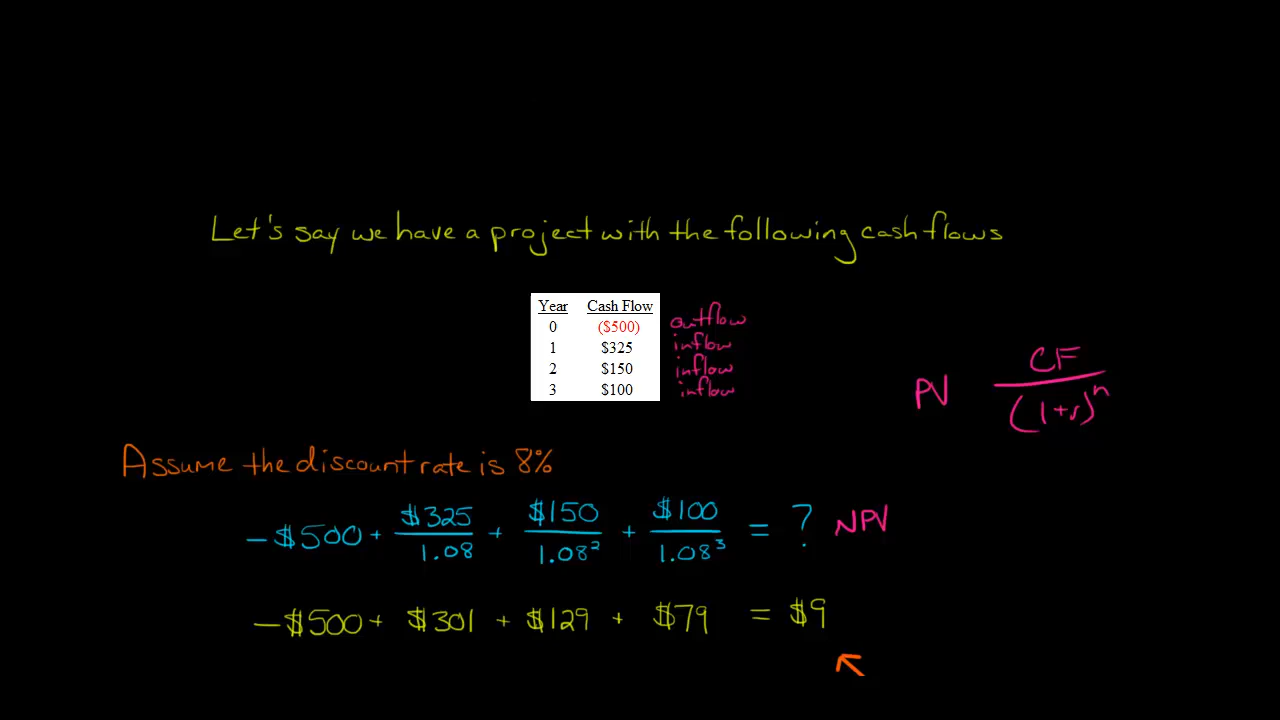 Let's say we have a project with the following cash flows
Year Cash Flow
0 ($500) outflow
1 $325 inflow
2 $150 inflow
3 $100 inflow
PV CF / (1+r)^n
Assume the discount rate is 8%
-$500 + $325/1.08 + $150/1.08² + $100/1.08³ = ? NPV
-$500 + $301 + $129 + $79 = $9